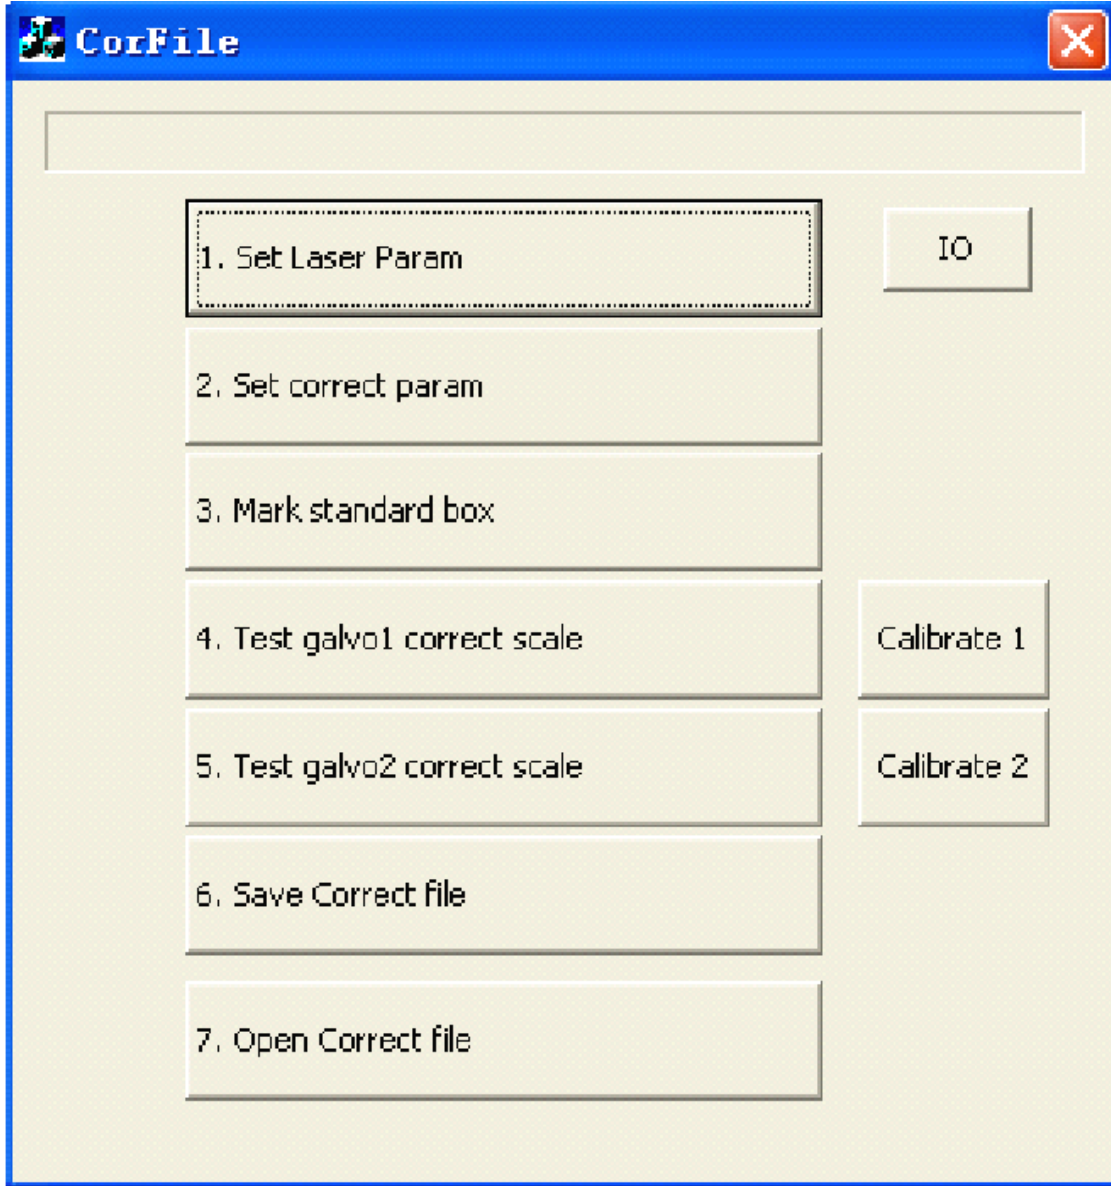 CorFile
1. Set Laser Param
IO
2. Set correct param
3. Mark standard box
4. Test galvo1 correct scale
Calibrate 1
5. Test galvo2 correct scale
Calibrate 2
6. Save Correct file
7. Open Correct file